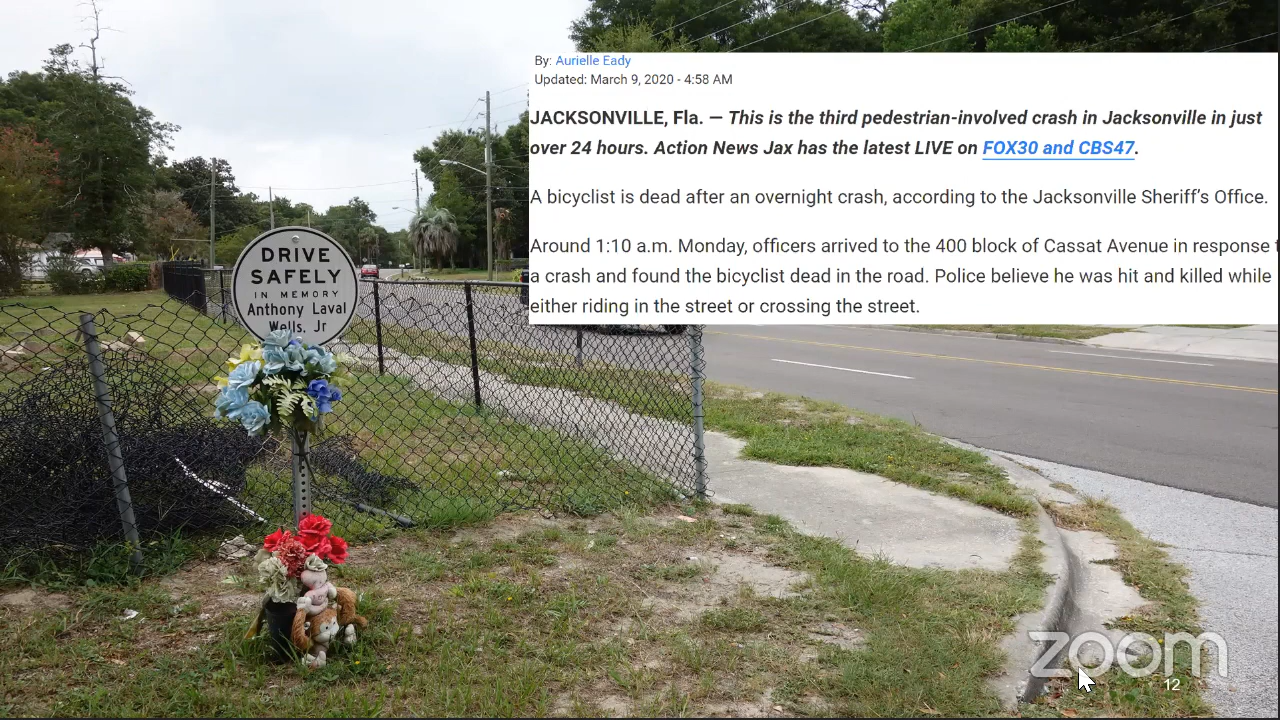 By: Aurielle Eady
Updated: March 9, 2020 - 4:58 AM
JACKSONVILLE, Fla. — This is the third pedestrian-involved crash in Jacksonville in just
over 24 hours. Action News Jax has the latest LIVE on FOX30 and CBS47.
A bicyclist is dead after an overnight crash, according to the Jacksonville Sheriff's Office.
Around 1:10 a.m. Monday, officers arrived to the 400 block of Cassat Avenue in response
a crash and found the bicyclist dead in the road. Police believe he was hit and killed while
either riding in the street or crossing the street.
DRIVE
SAFELY
IN MEMORY
Anthony Laval
Wells, Jr
zoom
12